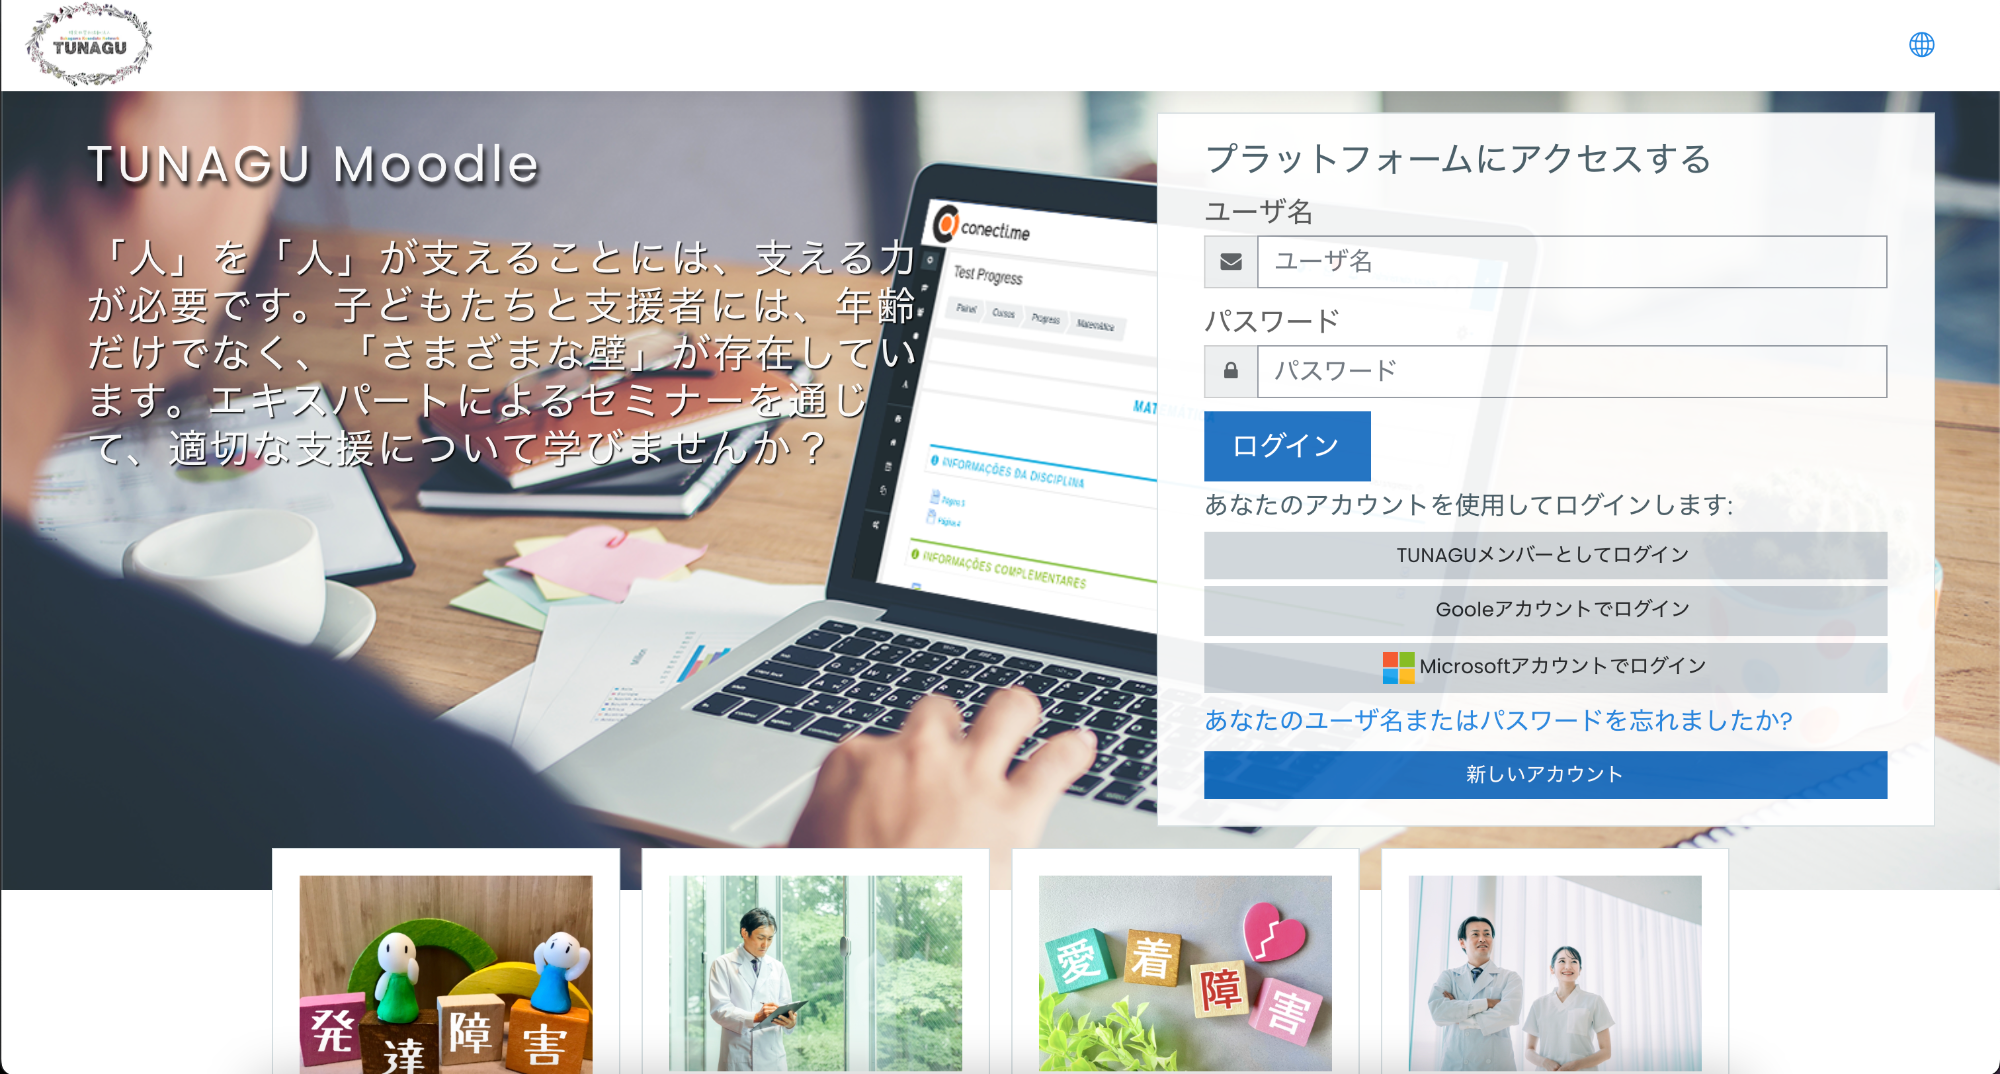 TUNAGU
TUNAGU Moodle
「人」を「人」が支えることには、支える力
が必要です。子どもたちと支援者には、年齢
だけでなく、「さまざまな壁」が存在してい
ます。エキスパートによるセミナーを通じ
て、適切な支援について学びませんか？
conecti.me
Test Progress
Painel
Cursos
Progress
Matemática
INFORMAÇÕES DA DISCIPLINA
INFORMAÇÕES COMPLEMENTARES
プラットフォームにアクセスする
ユーザ名
ユーザ名
パスワード
パスワード
ログイン
あなたのアカウントを使用してログインします:
TUNAGUメンバーとしてログイン
Gooleアカウントでログイン
Microsoftアカウントでログイン
あなたのユーザ名またはパスワードを忘れましたか?
新しいアカウント
発達障害
愛着障害